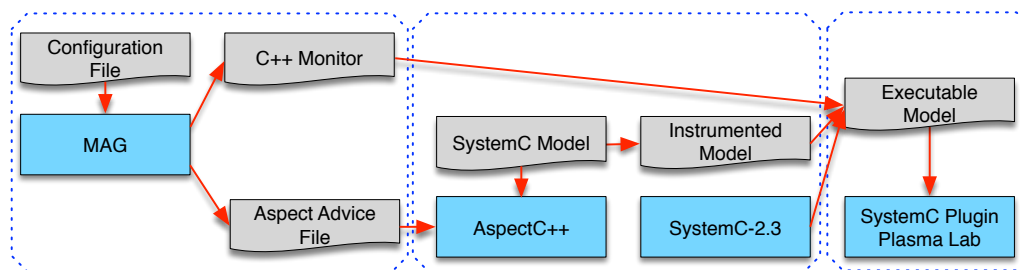 Configuration
File
C++ Monitor
MAG
Aspect Advice
File
SystemC Model
Instrumented
Model
AspectC++
SystemC-2.3
Executable
Model
SystemC Plugin
Plasma Lab